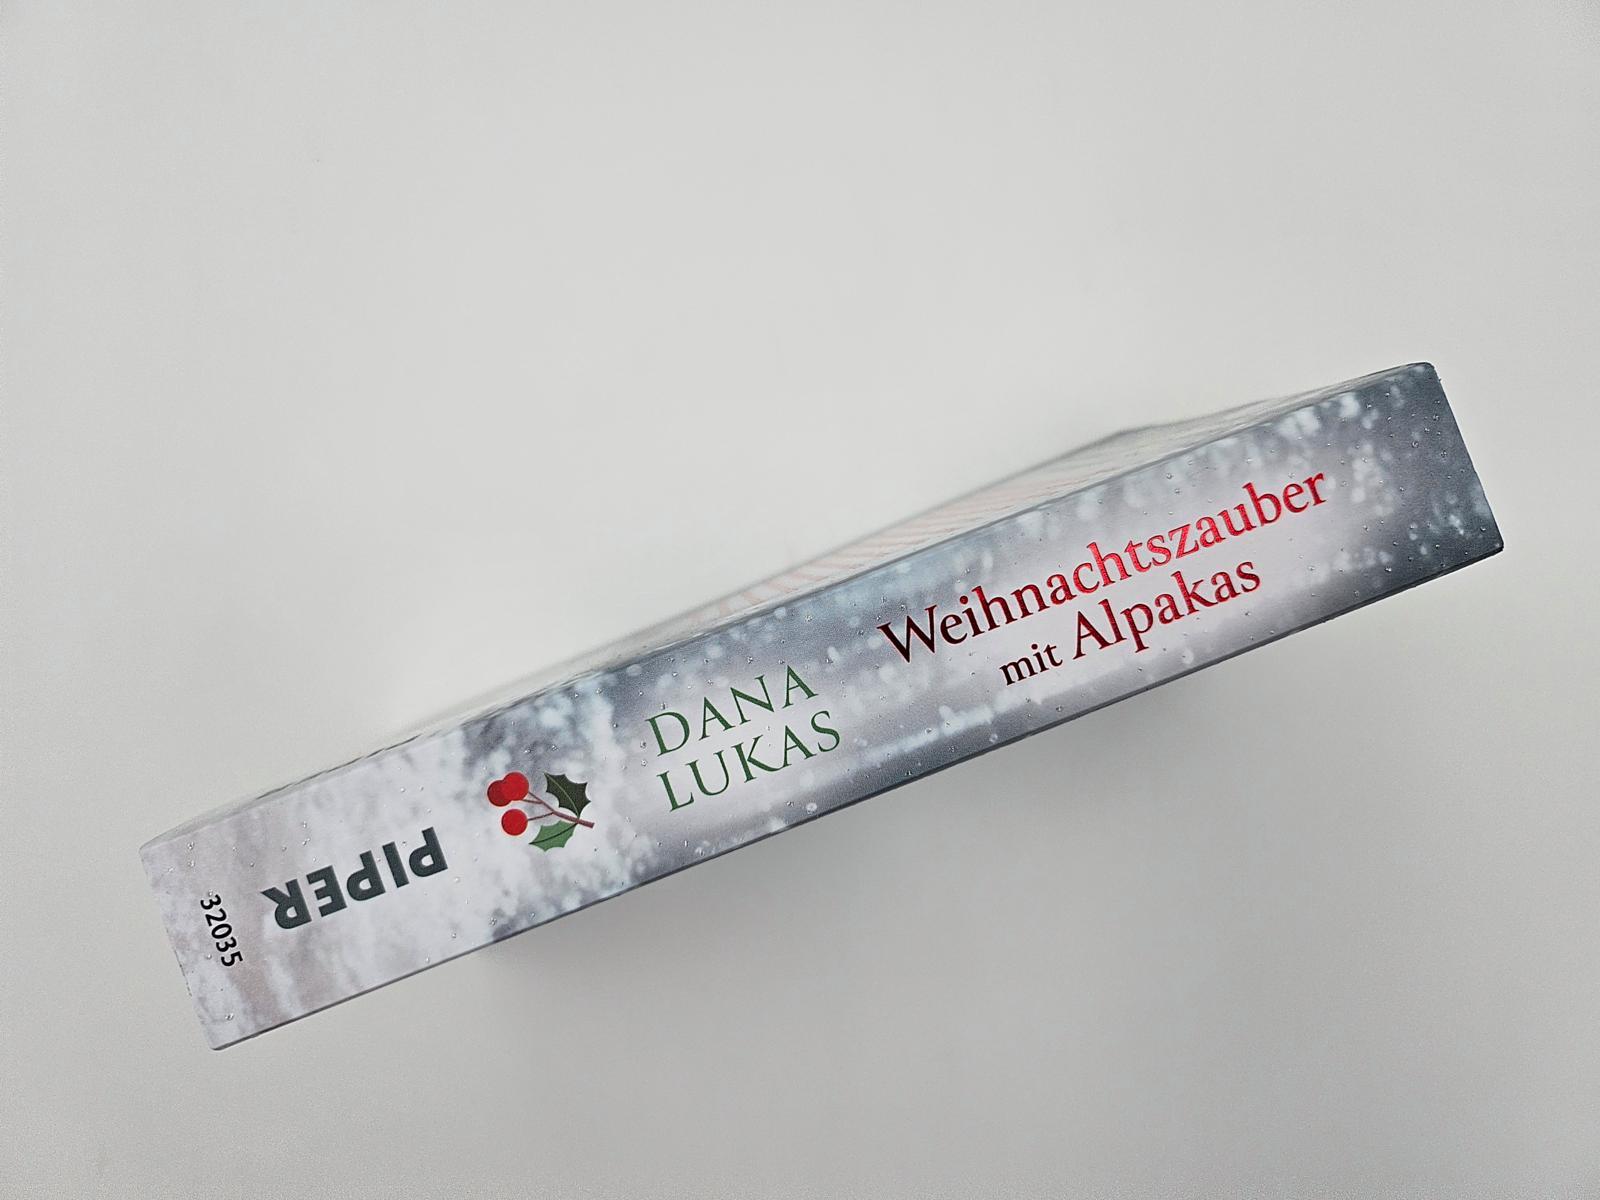 32035
PIPER
DANA
LUKAS
Weihnachtszauber
mit Alpakas